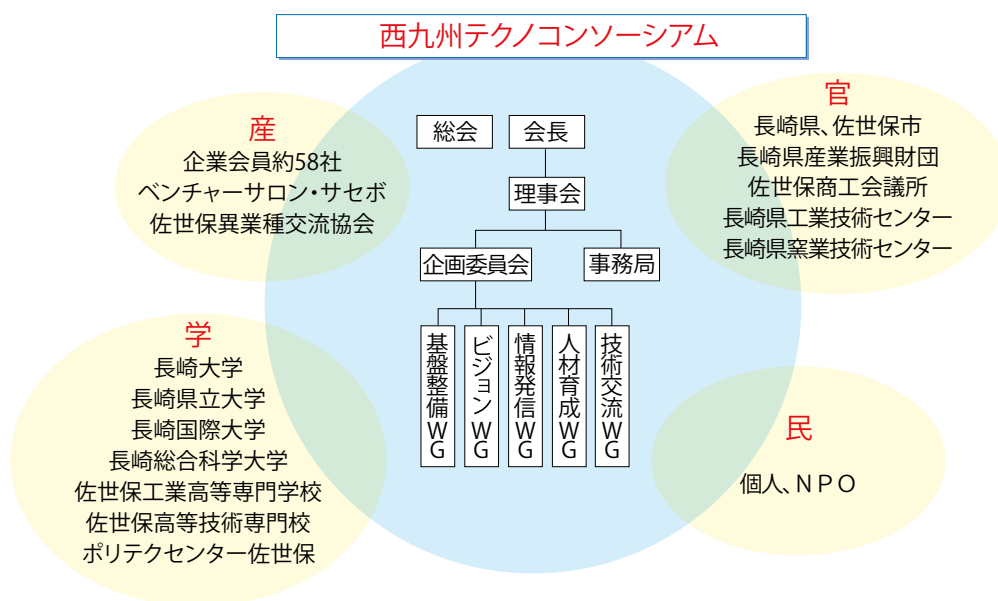 西九州テクノコンソーシアム
産
企業会員約58社
ベンチャーサロン・サセボ
佐世保異業種交流協会
官
長崎県、佐世保市
長崎県産業振興財団
佐世保商工会議所
長崎県工業技術センター
長崎県窯業技術センター
総会
会長
理事会
企画委員会
事務局
基盤整備WG
ビジョンWG
情報発信WG
人材育成WG
技術交流WG
学
長崎大学
長崎県立大学
長崎国際大学
長崎総合科学大学
佐世保工業高等専門学校
佐世保高等技術専門校
ポリテクセンター佐世保
民
個人、ＮＰＯ